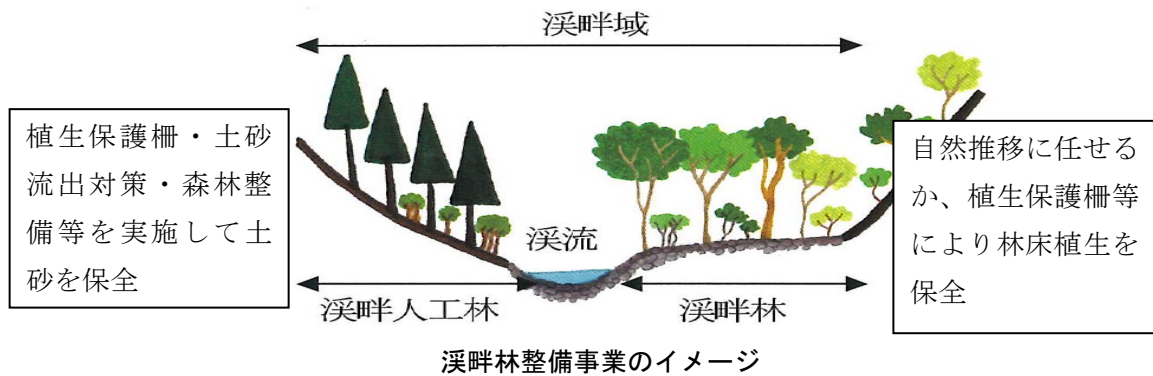 渓畔域
植生保護柵・土砂
流出対策・森林整
備等を実施して土
砂を保全
自然推移に任せる
か、植生保護柵等
により林床植生を
保全
渓流
渓畔人工林
渓畔林
渓畔林整備事業のイメージ